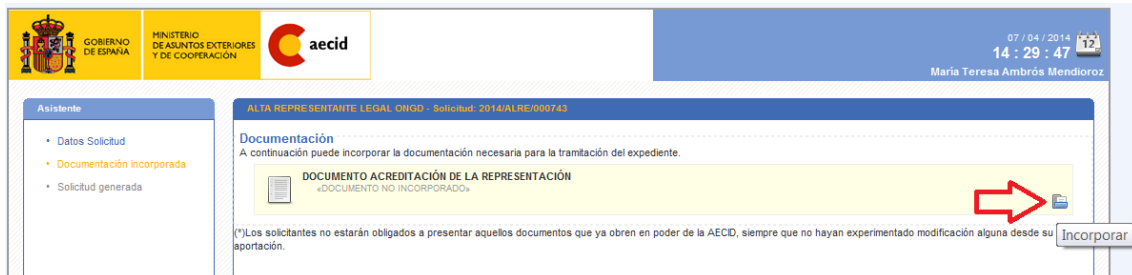 GOBIERNO
DE ESPAÑA
MINISTERIO
DE ASUNTOS EXTERIORES
Y DE COOPERACIÓN
aecid
07 / 04 / 2014
12
14 : 29 : 47
María Teresa Ambrós Mendioroz
Asistente
• Datos Solicitud
• Documentación incorporada
• Solicitud generada
ALTA REPRESENTANTE LEGAL ONGD - Solicitud: 2014/ALRE/000743
Documentación
A continuación puede incorporar la documentación necesaria para la tramitación del expediente.
DOCUMENTO ACREDITACIÓN DE LA REPRESENTACIÓN
«DOCUMENTO NO INCORPORADO»
Incorporar
(*)Los solicitantes no estarán obligados a presentar aquellos documentos que ya obren en poder de la AECID, siempre que no hayan experimentado modificación alguna desde su
aportación.